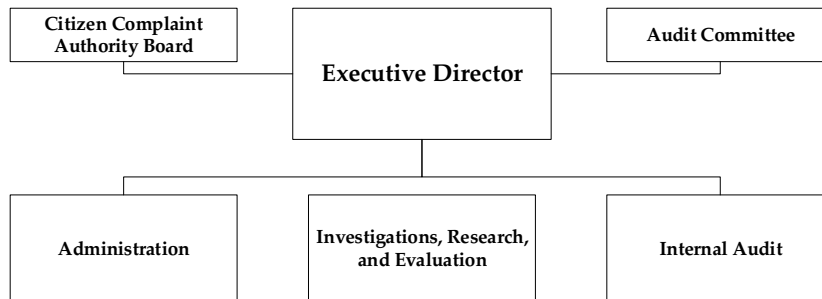 Citizen Complaint
Authority Board
Executive Director
Audit Committee
Administration
Investigations, Research,
and Evaluation
Internal Audit